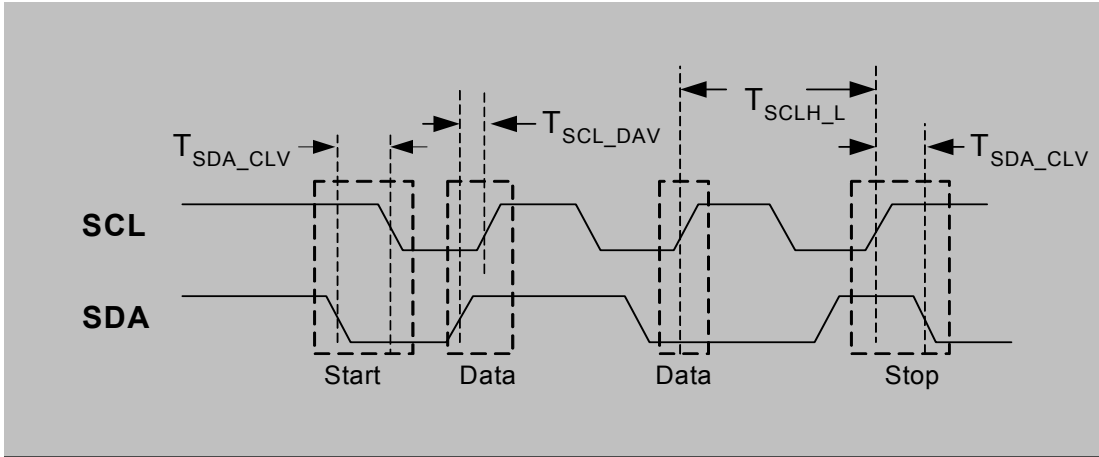 T_SDA_CLV
T_SCL_DAV
T_SCLH_L
T_SDA_CLV
SCL
SDA
Start
Data
Data
Stop